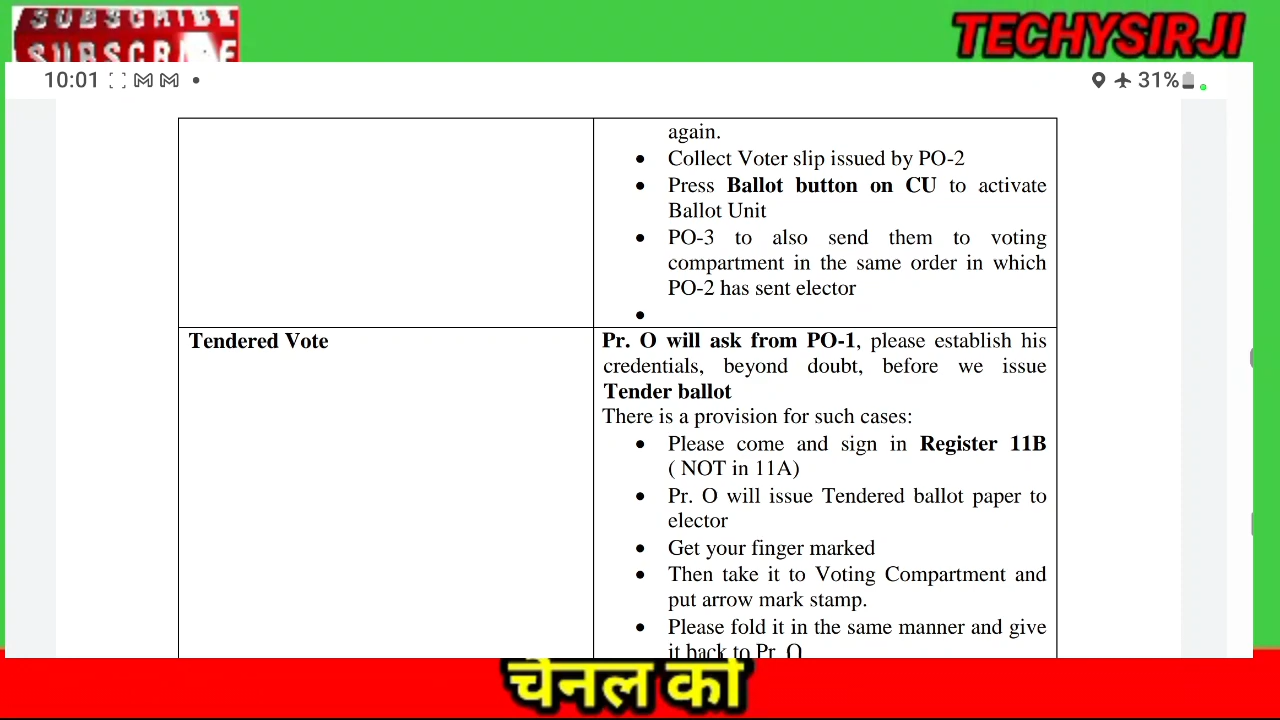 SUBSCRIBE
SUBSCRIBE
TECHYSIRJI
10:01
31%
again.
• Collect Voter slip issued by PO-2
• Press Ballot button on CU to activate
Ballot Unit
• PO-3 to also send them to voting
compartment in the same order in which
PO-2 has sent elector
•
Tendered Vote
Pr. O will ask from PO-1, please establish his
credentials, beyond doubt, before we issue
Tender ballot
There is a provision for such cases:
• Please come and sign in Register 11B
( NOT in 11A)
• Pr. O will issue Tendered ballot paper to
elector
• Get your finger marked
• Then take it to Voting Compartment and
put arrow mark stamp.
• Please fold it in the same manner and give
it back to Pr. O
चैनल को